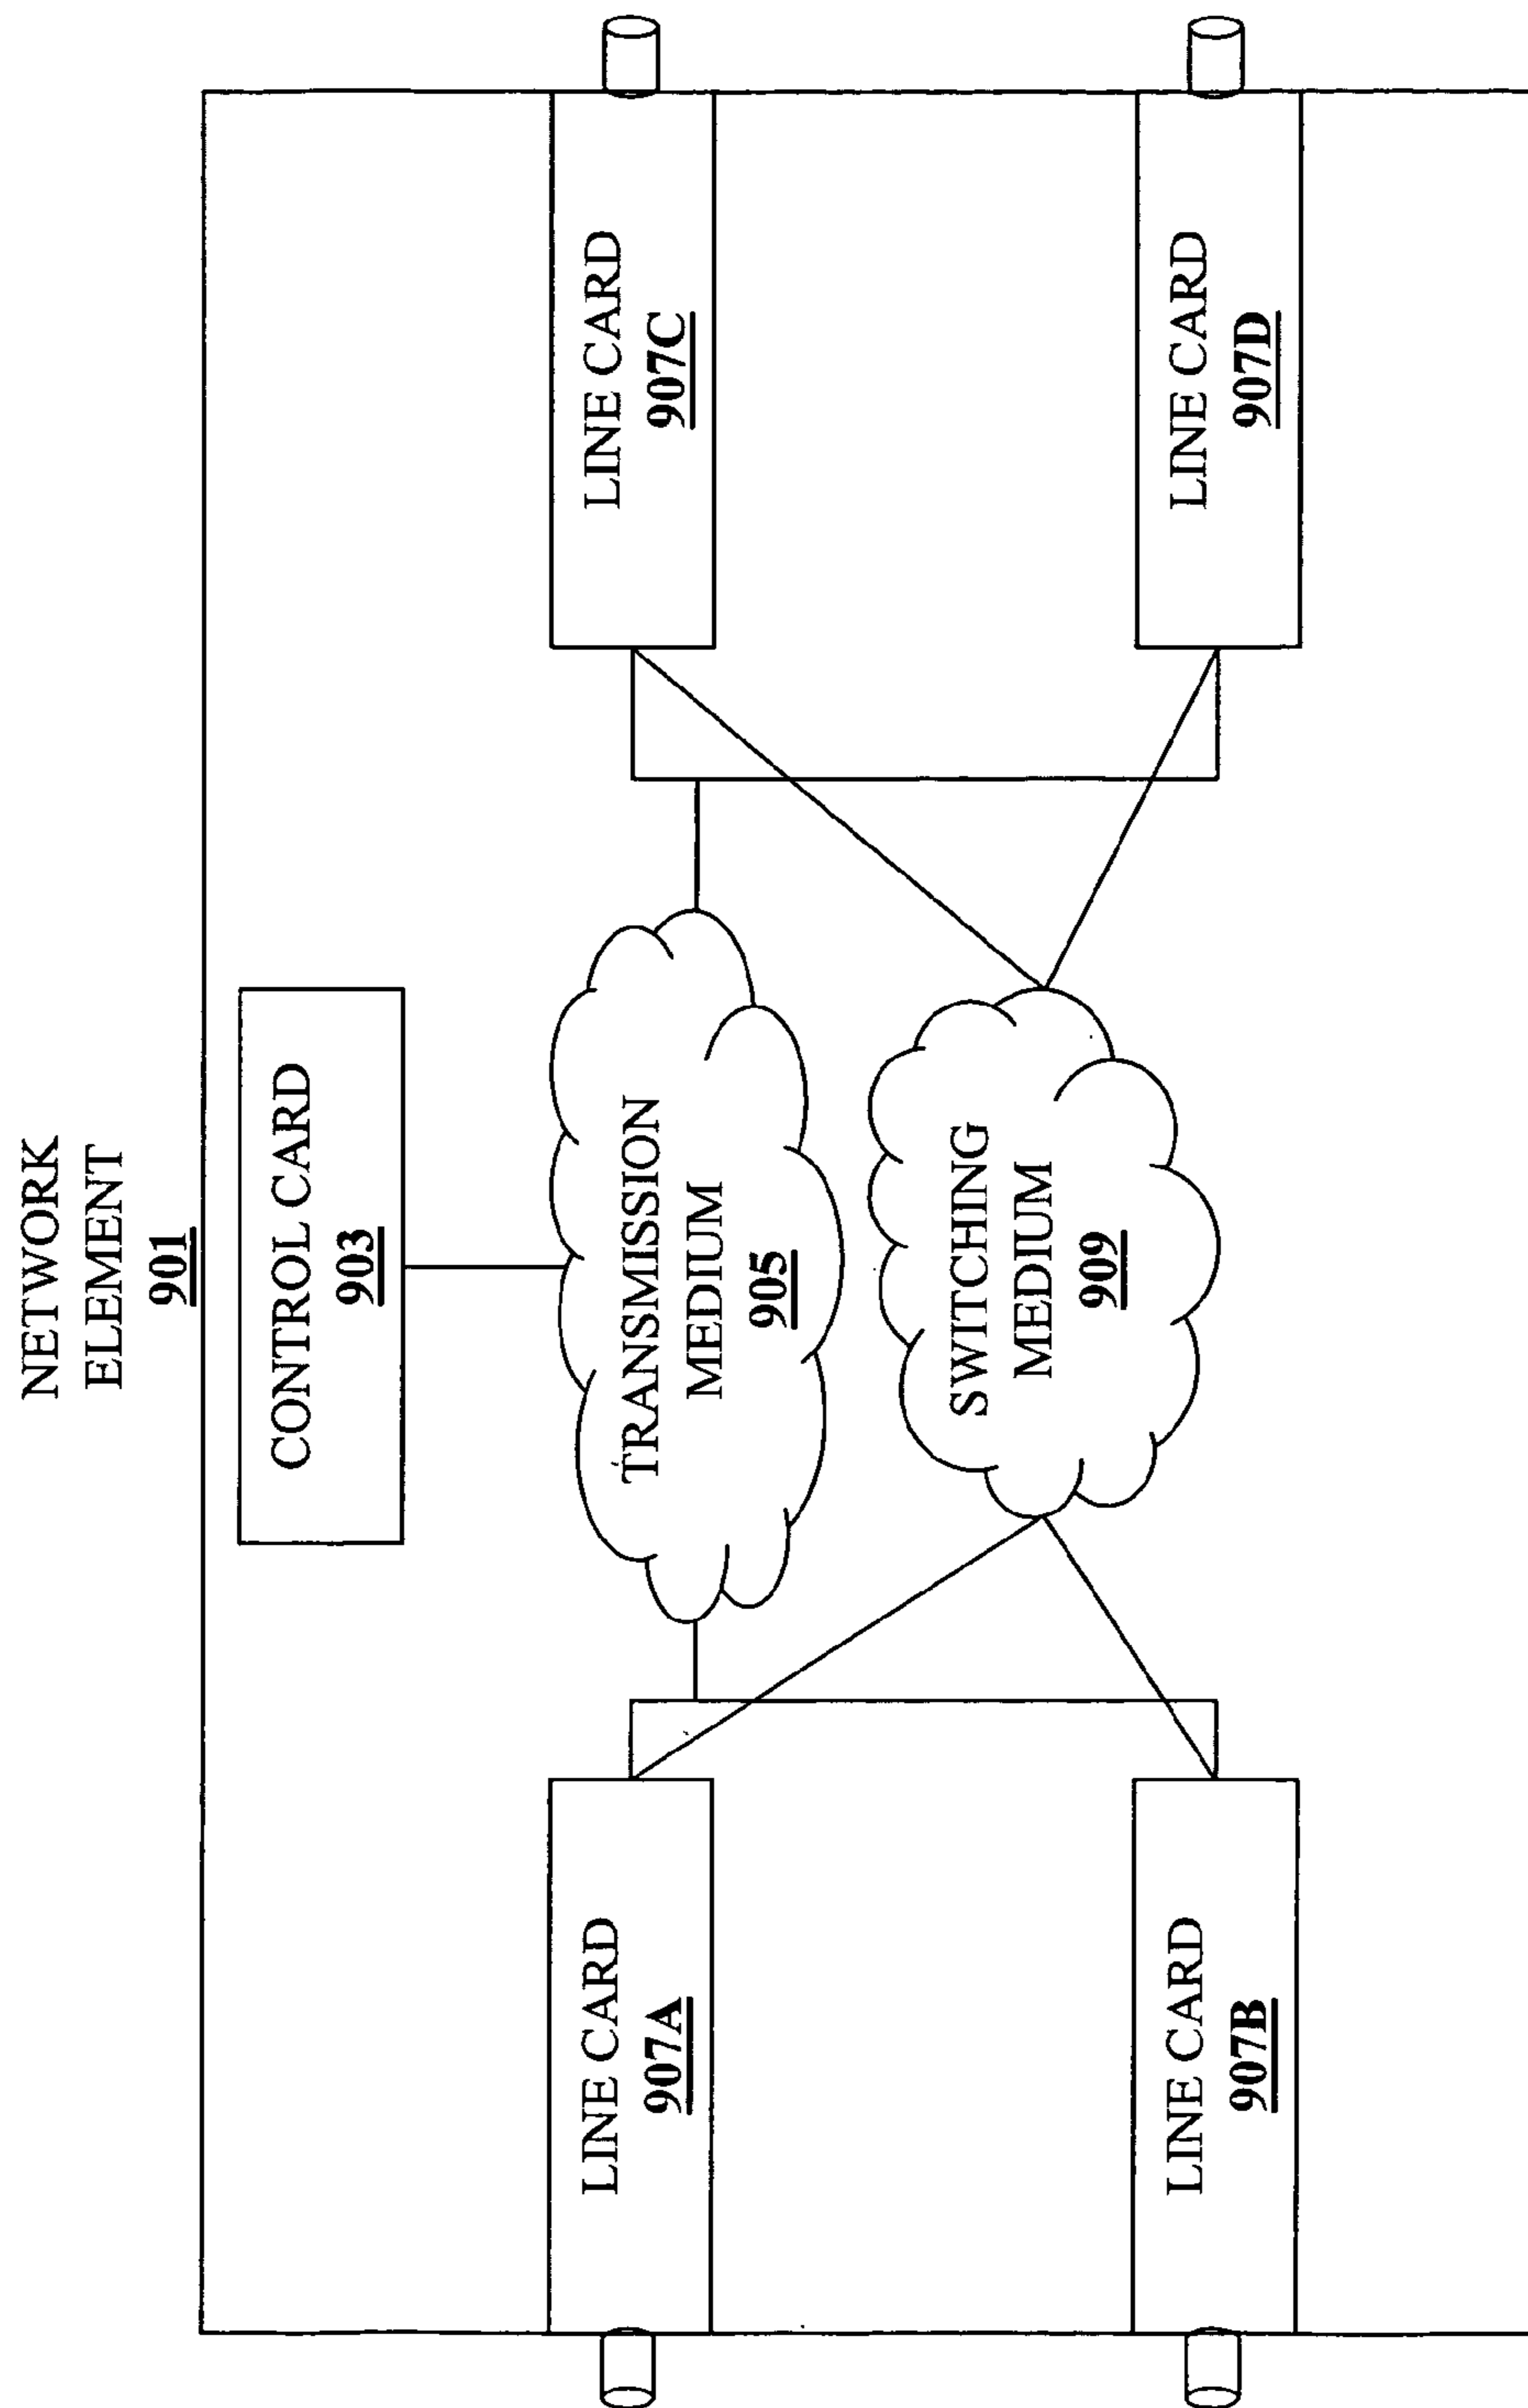 NETWORK
ELEMENT
901
CONTROL CARD
903
LINE CARD
907A
TRANSMISSION
MEDIUM
905
LINE CARD
907C
SWITCHING
MEDIUM
909
LINE CARD
907B
LINE CARD
907D